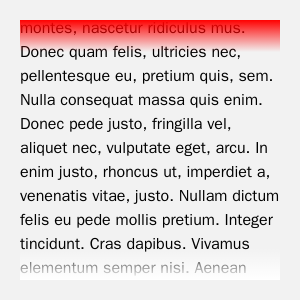 montes, nascetur ridiculus mus.
Donec quam felis, ultricies nec,
pellentesque eu, pretium quis, sem.
Nulla consequat massa quis enim.
Donec pede justo, fringilla vel,
aliquet nec, vulputate eget, arcu. In
enim justo, rhoncus ut, imperdiet a,
venenatis vitae, justo. Nullam dictum
felis eu pede mollis pretium. Integer
tincidunt. Cras dapibus. Vivamus
elementum semper nisi. Aenean